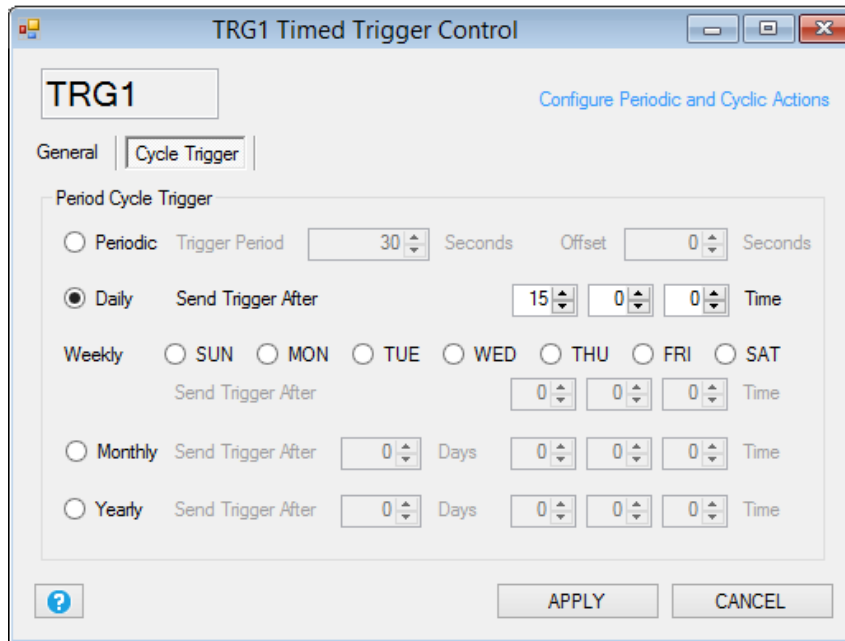 TRG1 Timed Trigger Control
TRG1
Configure Periodic and Cyclic Actions
General Cycle Trigger
Period Cycle Trigger
Periodic Trigger Period 30 Seconds Offset 0 Seconds
Daily Send Trigger After 15 0 0 Time
Weekly SUN MON TUE WED THU FRI SAT
Send Trigger After 0 0 0 Time
Monthly Send Trigger After 0 Days 0 0 0 Time
Yearly Send Trigger After 0 Days 0 0 0 Time
? APPLY CANCEL